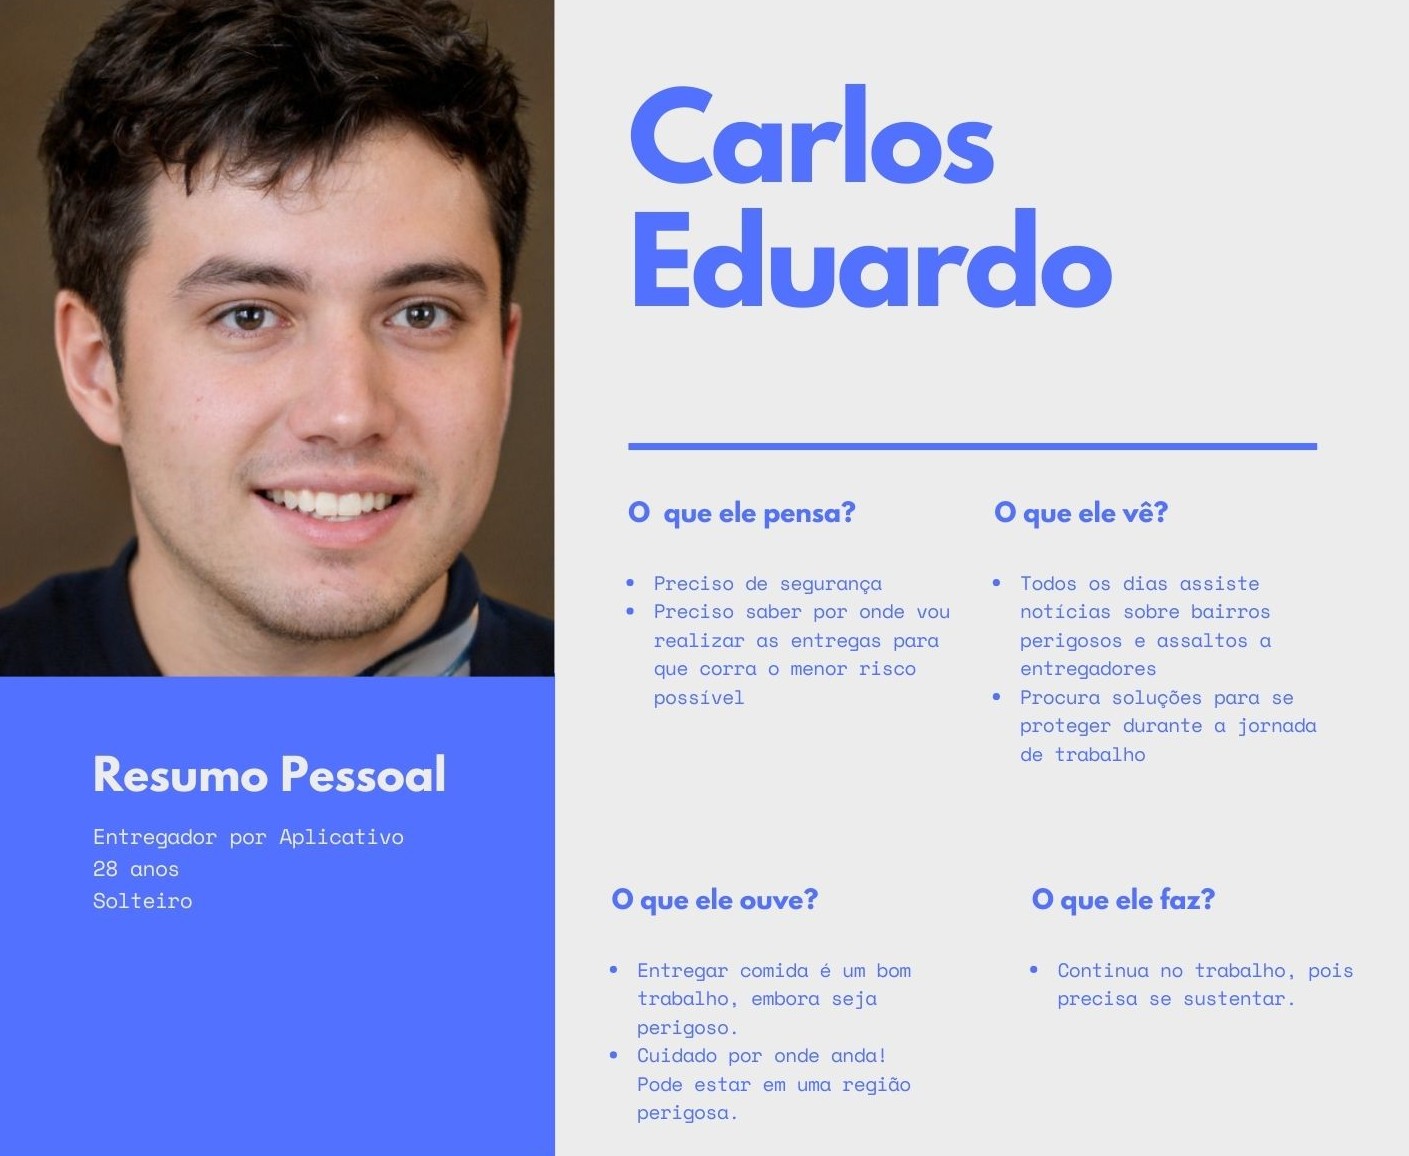 Carlos
Eduardo
Resumo Pessoal
Entregador por Aplicativo
28 anos
Solteiro
O  que ele pensa?
• Preciso de segurança
• Preciso saber por onde vou
realizar as entregas para
que corra o menor risco
possível
O que ele vê?
• Todos os dias assiste
notícias sobre bairros
perigosos e assaltos a
entregadores
• Procura soluções para se
proteger durante a jornada
de trabalho
O que ele ouve?
• Entregar comida é um bom
trabalho, embora seja
perigoso.
• Cuidado por onde anda!
Pode estar em uma região
perigosa.
O que ele faz?
• Continua no trabalho, pois
precisa se sustentar.